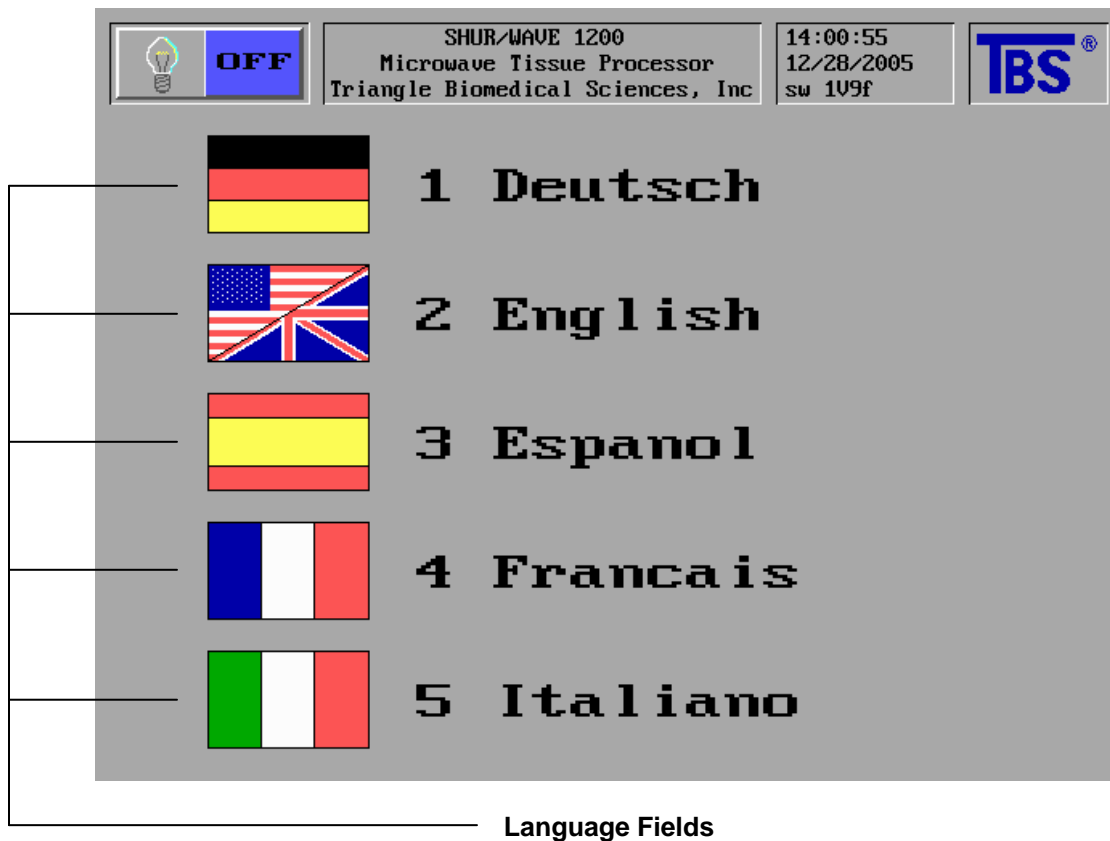 OFF
SHUR/WAVE 1200
Microwave Tissue Processor
Triangle Biomedical Sciences, Inc
14:00:55
12/28/2005
sw 1V9f
TBS®
1 Deutsch
2 English
3 Espanol
4 Francais
5 Italiano
Language Fields